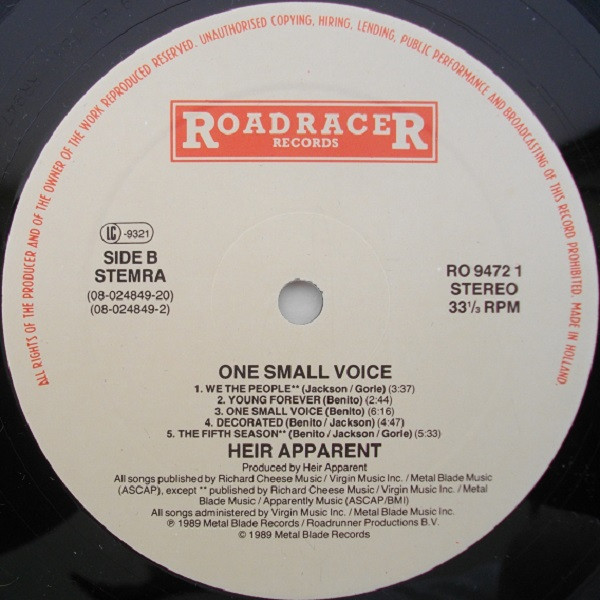 ALL RIGHTS OF THE PRODUCER AND OF THE OWNER OF THE WORK REPRODUCED RESERVED. UNAUTHORISED COPYING, HIRING, LENDING, PUBLIC PERFORMANCE AND BROADCASTING OF THIS RECORD PROHIBITED. MADE IN HOLLAND.
ROADRACER
RECORDS
LC -9321
SIDE B
STEMRA
(08-024849-20)
(08-024849-2)
RO 9472 1
STEREO
33⅓ RPM
ONE SMALL VOICE
1. WE THE PEOPLE** (Jackson / Gorle) (3:37)
2. YOUNG FOREVER (Benito) (2:44)
3. ONE SMALL VOICE (Benito) (6:16)
4. DECORATED (Benito / Jackson) (4:47)
5. THE FIFTH SEASON** (Benito / Jackson / Gorle) (5:33)
HEIR APPARENT
Produced by Heir Apparent
All songs published by Richard Cheese Music / Virgin Music Inc. / Metal Blade Music
(ASCAP), except ** published by Richard Cheese Music / Virgin Music Inc. / Metal
Blade Music / Apparently Music (ASCAP/BMI)
All songs administered by Virgin Music Inc. / Metal Blade Music
℗ 1989 Metal Blade Records / Roadrunner Productions B.V.
© 1989 Metal Blade Records